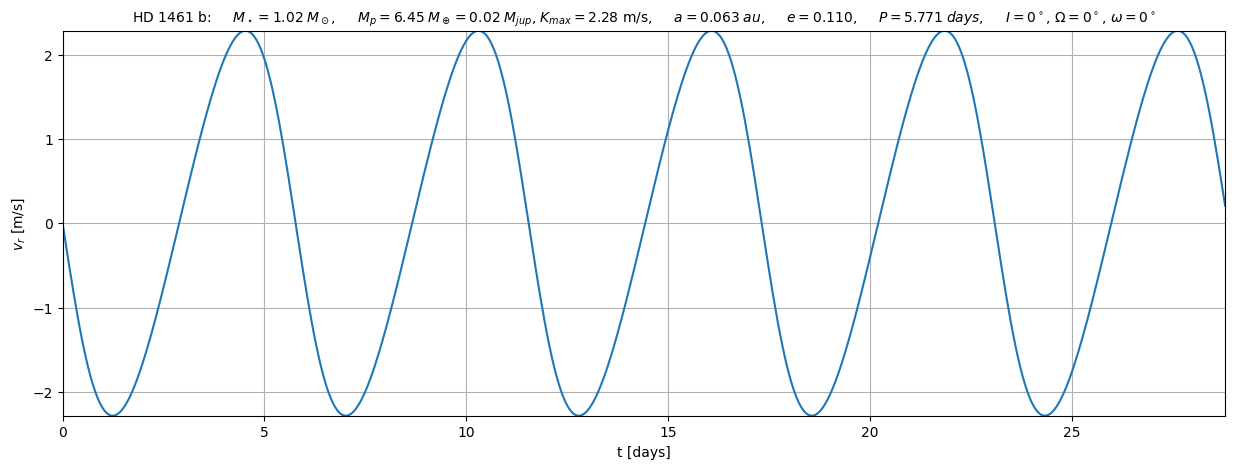 HD 1461 b: M⋆ = 1.02 M⊙, Mp = 6.45 M⊕ = 0.02 Mjup, Kmax = 2.28 m/s, a = 0.063 au, e = 0.110, P = 5.771 days, I = 0°, Ω = 0°, ω = 0°
2
1
0
−1
−2
vr [m/s]
0 5 10 15 20 25
t [days]